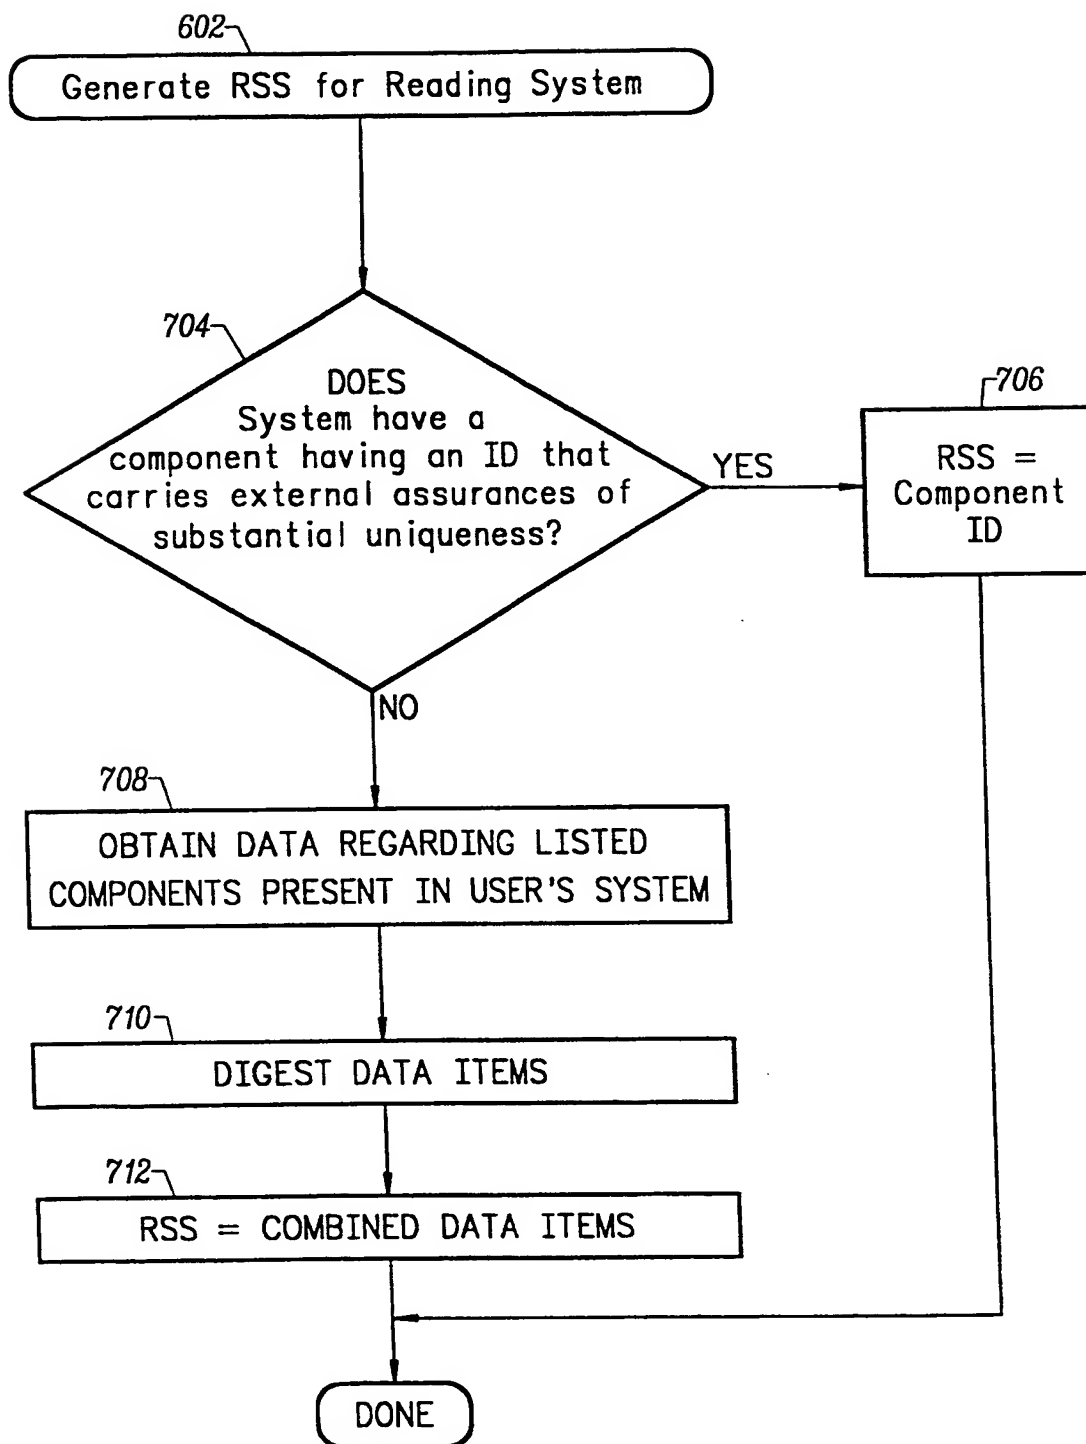 602
Generate RSS for Reading System
704
DOES
System have a
component having an ID that
carries external assurances of
substantial uniqueness?
YES
706
RSS =
Component
ID
NO
708
OBTAIN DATA REGARDING LISTED
COMPONENTS PRESENT IN USER'S SYSTEM
710
DIGEST DATA ITEMS
712
RSS = COMBINED DATA ITEMS
DONE